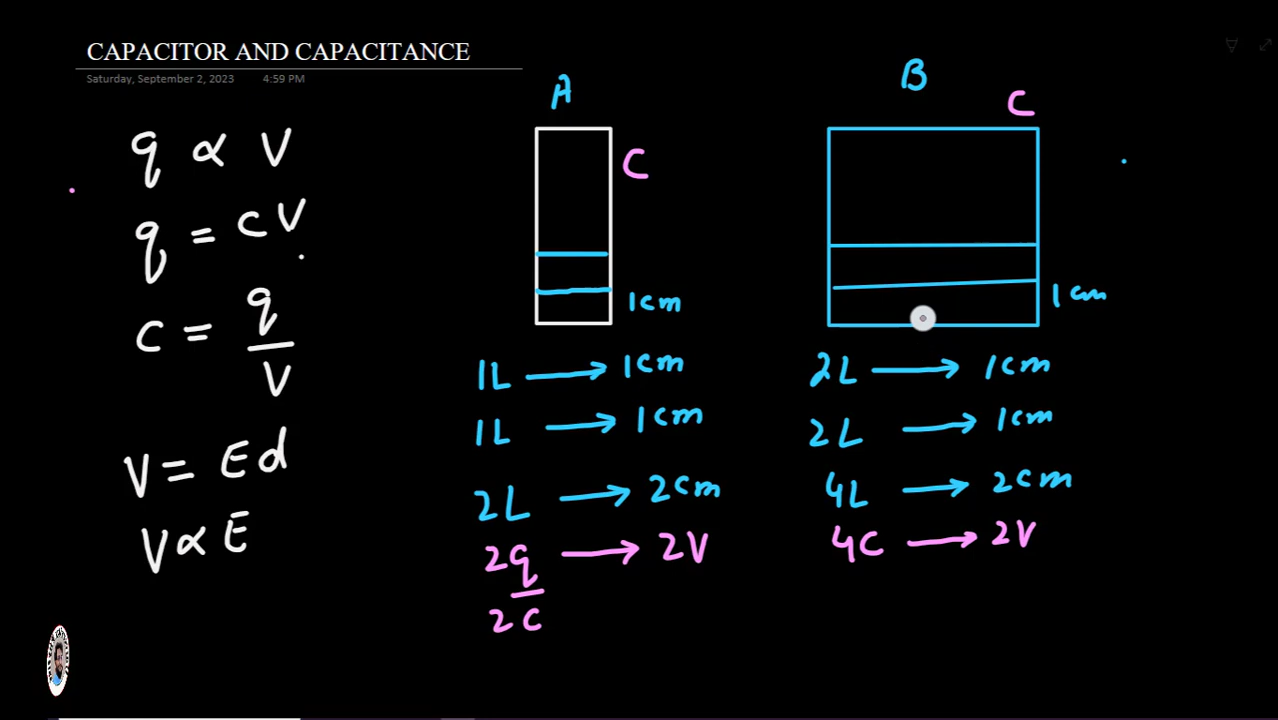 CAPACITOR AND CAPACITANCE
Saturday, September 2, 2023 4:59 PM
q ∝ V
q = CV
C = q/V
V = Ed
V ∝ E
A
C
1cm
1L → 1cm
1L → 1cm
2L → 2cm
2q → 2V
2C
B
C
1cm
2L → 1cm
2L → 1cm
4L → 2cm
4C → 2V